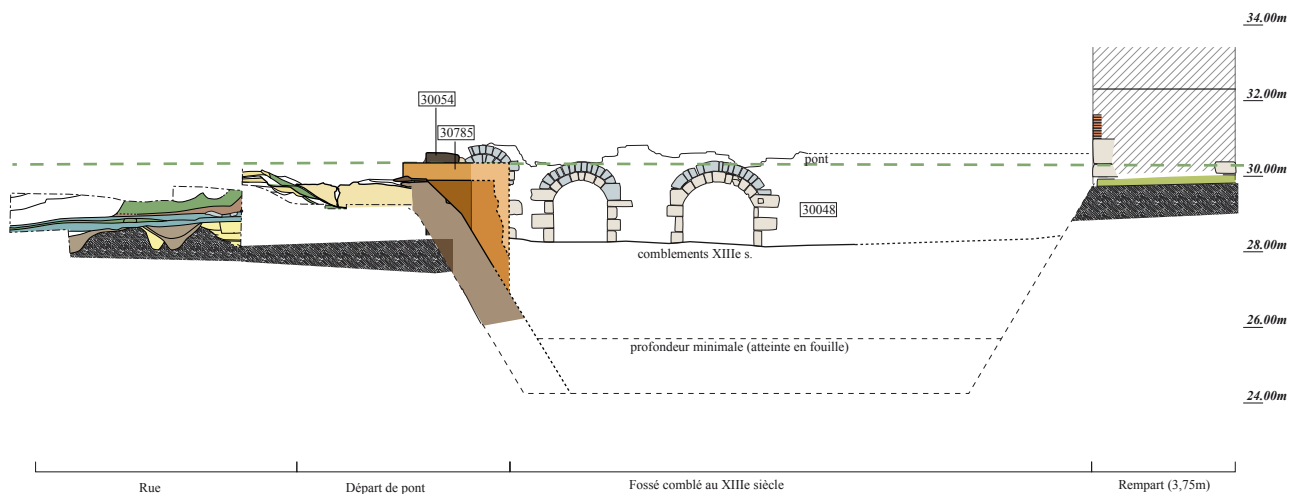 34.00m
32.00m
30054
30785
pont
30.00m
30048
comblements XIIIe s.
28.00m
26.00m
profondeur minimale (atteinte en fouille)
24.00m
Rue
Départ de pont
Fossé comblé au XIIIe siècle
Rempart (3,75m)